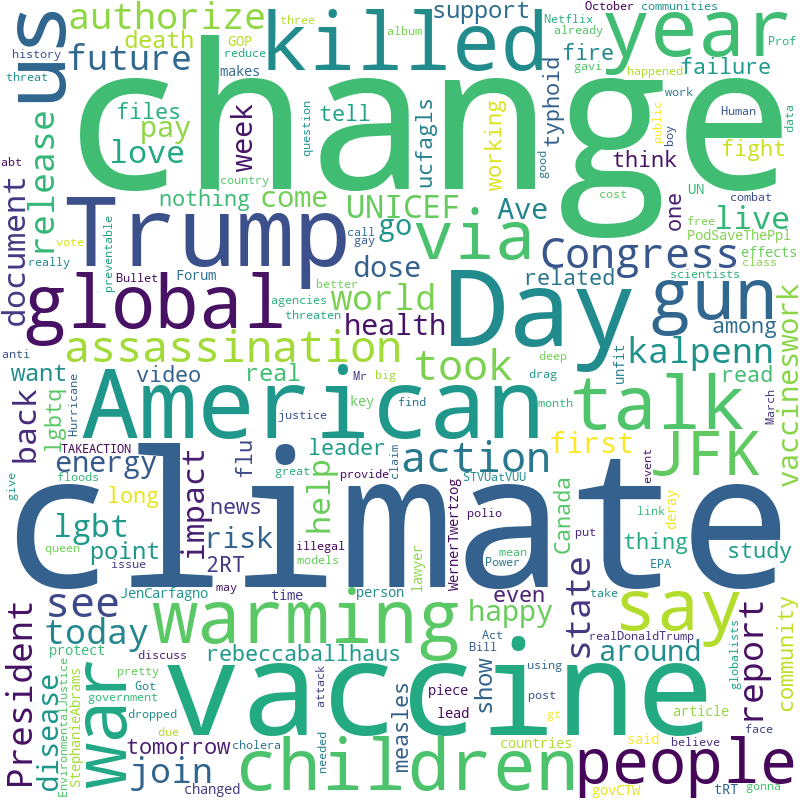 authorize
killed
year
October
communities
us
support
Netflix
already
Prof
three
album
death
GOP
future
reduce
makes
history
threat
fire
gavi
failure
happened
change
work
files
tell
question
ucfagls
working
typhoid
good
public
boy
Human
data
pay
week
love
release
think
fight
abt
country
nothing
come
UNICEF
Ave
cost
UN
combat
one
free
live
document
Trump
vote
really
preventable
call
gay
go
via
Congress
PodSaveThePpl
effects
class
Bullet
Forum
dose
related
scientists
global
agencies
threaten
better
world
health
Day
gun
among
vaccineswork
anti
assassination
took
kalpenn
want
video
real
Mr
big
deep
drag
unfit
read
lgbtq
Hurricane
American
key
find
month
talk
March
back
justice
TAKEACTION
energy
flu
leader
action
first
JFK
event
great
provide
claim
give
floods
impact
help
STVUatVUU
long
news
WernerTwertzog
Canada
link
deray
climate
lgbt
risk
polio
put
queen
point
illegal
thing
study
issue
2RT
models
lawyer
mean
Power
EPA
JenCarfagno
may
time
person
even
take
see
warming
happy
state
say
President
today
Act
Bill
realDonaldTrump
report
community
protect
discuss
rebeccaballhaus
show
using
around
globalists
war
pretty
Got
government
vaccine
attack
piece
post
disease
EnvironmentalJustice
StephanieAbrams
dropped
measles
lead
gt
article
due
tomorrow
cholera
needed
countries
said
believe
face
join
changed
children
people
govCTW
tRT
gonna